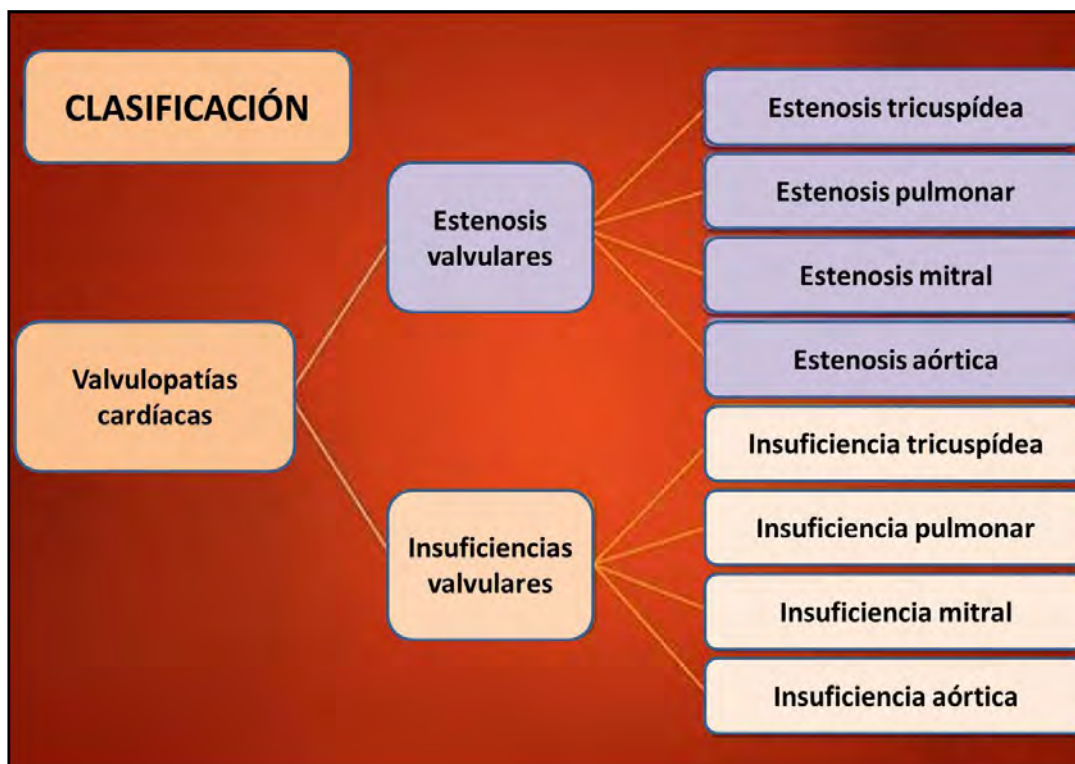 CLASIFICACIÓN
Valvulopatías
cardíacas
Estenosis
valvulares
Estenosis tricuspídea
Estenosis pulmonar
Estenosis mitral
Estenosis aórtica
Insuficiencias
valvulares
Insuficiencia tricuspídea
Insuficiencia pulmonar
Insuficiencia mitral
Insuficiencia aórtica